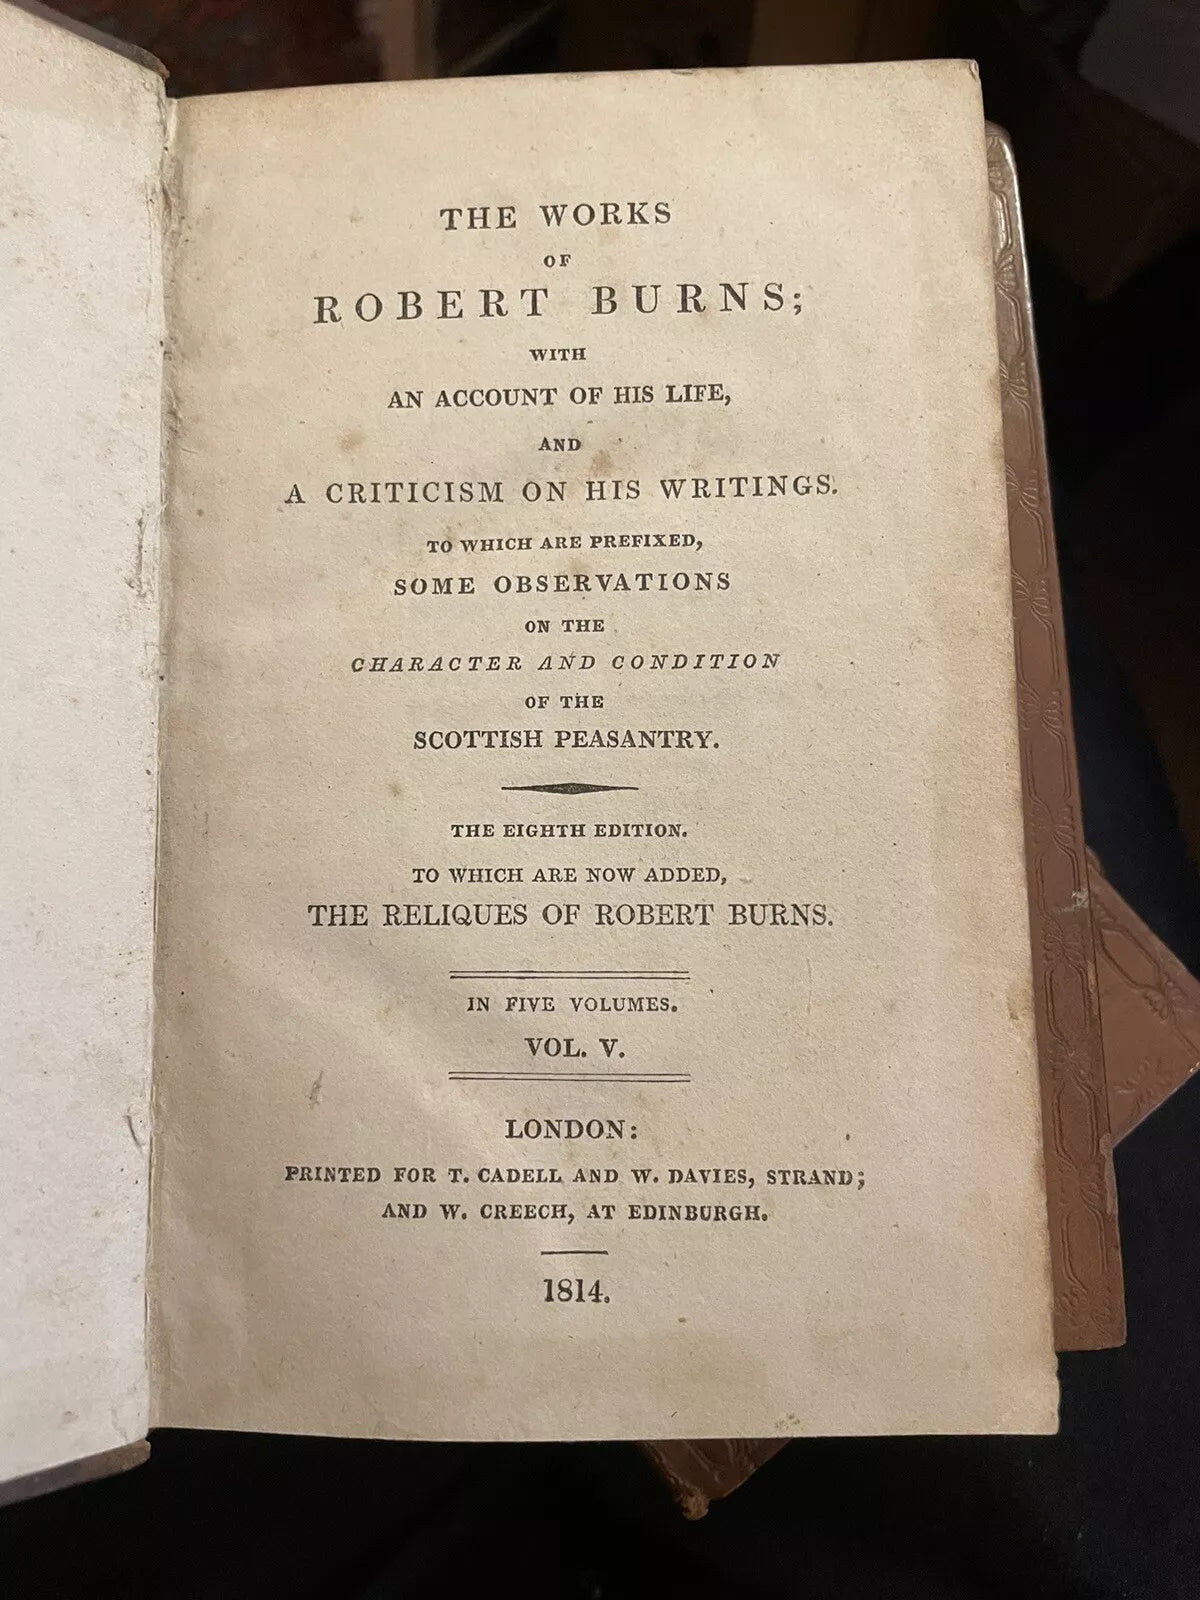 THE WORKS
OF
ROBERT BURNS;
WITH
AN ACCOUNT OF HIS LIFE,
AND
A CRITICISM ON HIS WRITINGS.
TO WHICH ARE PREFIXED,
SOME OBSERVATIONS
ON THE
CHARACTER AND CONDITION
OF THE
SCOTTISH PEASANTRY.
THE EIGHTH EDITION.
TO WHICH ARE NOW ADDED,
THE RELIQUES OF ROBERT BURNS.
IN FIVE VOLUMES.
VOL. V.
LONDON:
PRINTED FOR T. CADELL AND W. DAVIES, STRAND;
AND W. CREECH, AT EDINBURGH.
1814.